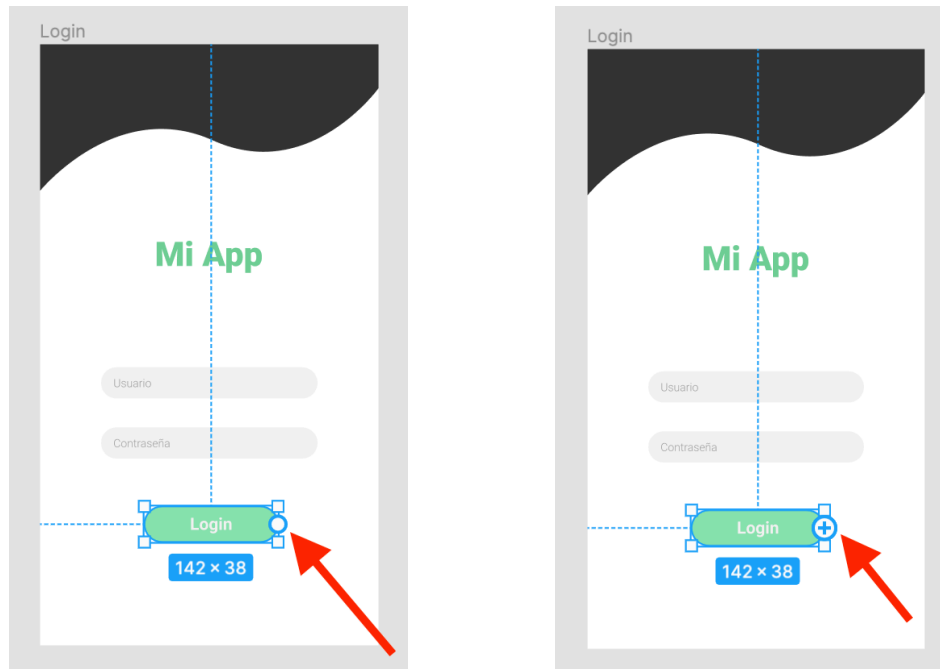 Login
Mi App
Usuario
Contraseña
Login
142 × 38
Login
Mi App
Usuario
Contraseña
Login
142 × 38